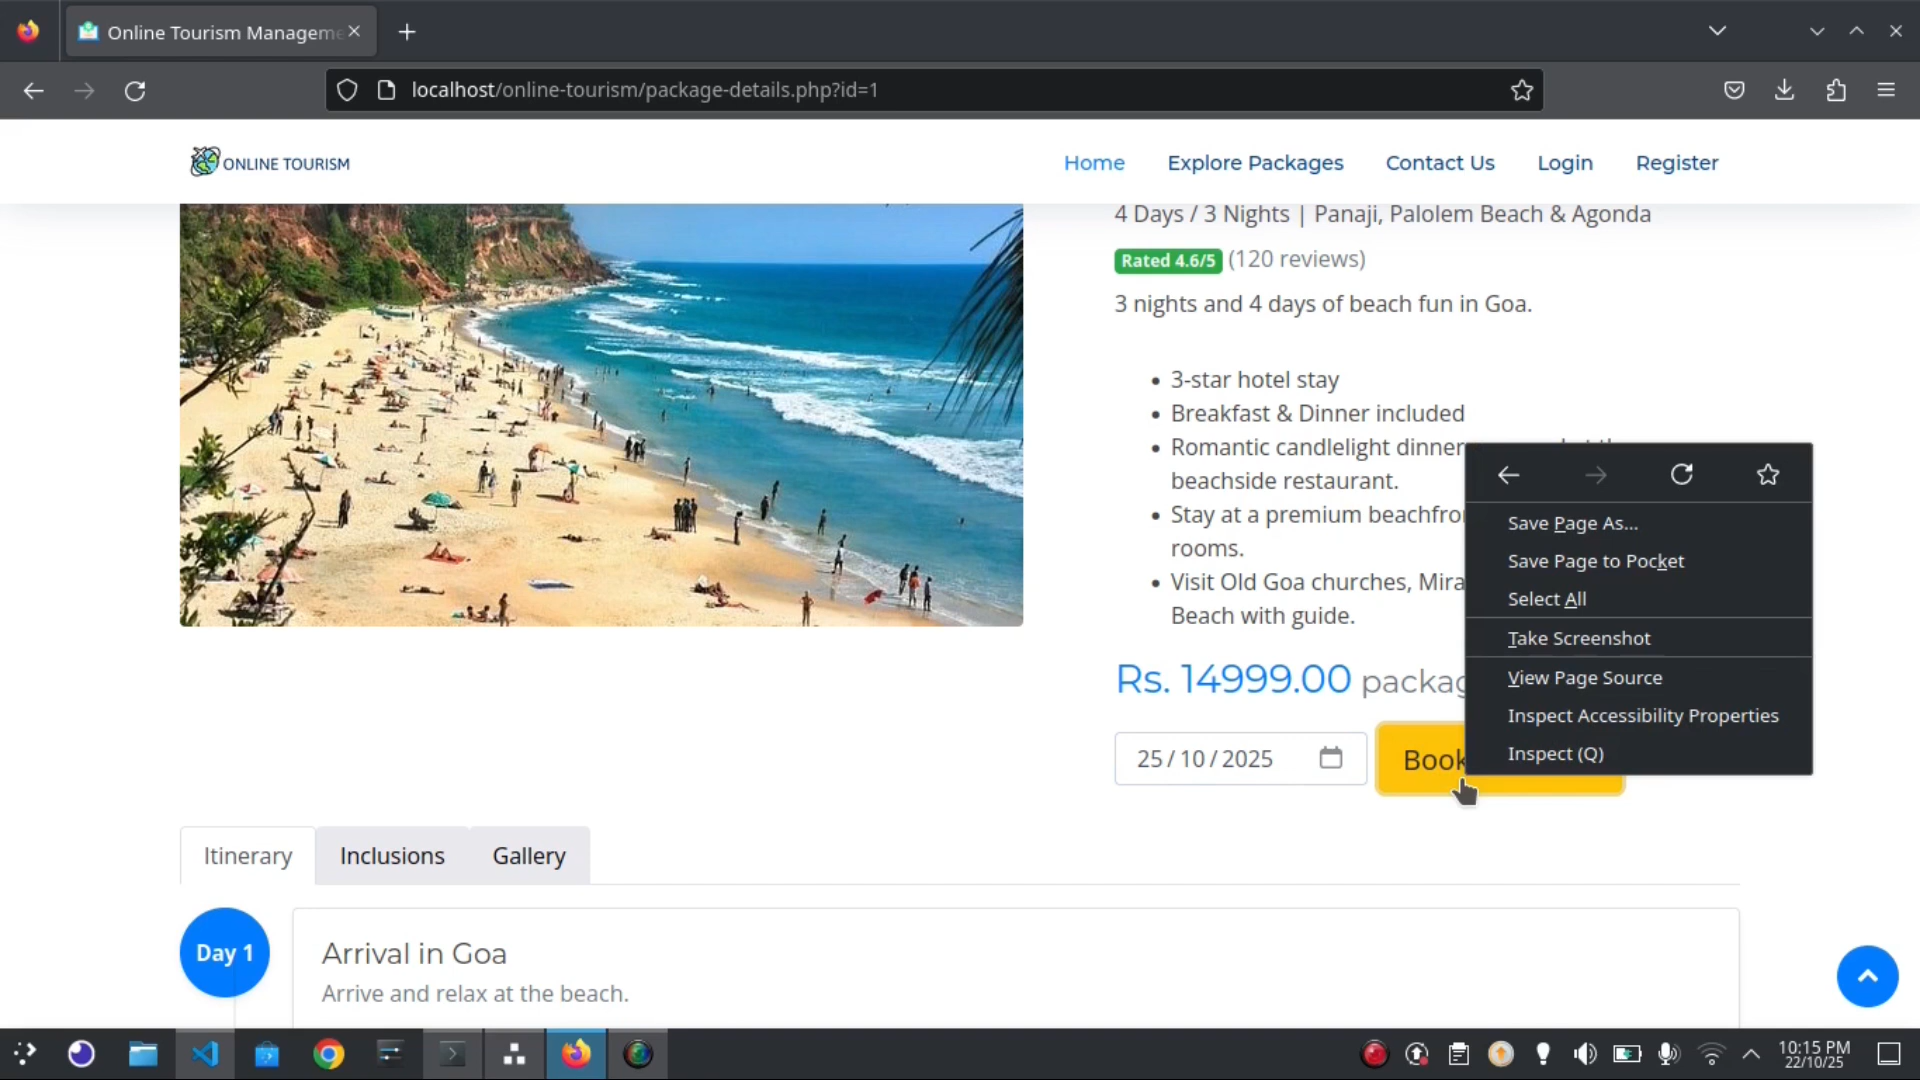 Online Tourism Manageme
localhost/online-tourism/package-details.php?id=1
ONLINE TOURISM
Home
Explore Packages
Contact Us
Login
Register
4 Days / 3 Nights | Panaji, Palolem Beach & Agonda
Rated 4.6/5 (120 reviews)
3 nights and 4 days of beach fun in Goa.
3-star hotel stay
Breakfast & Dinner included
Romantic candlelight dinner
beachside restaurant.
Stay at a premium beachfro
rooms.
Visit Old Goa churches, Mira
Beach with guide.
Rs. 14999.00 packag
25/10/2025
Book
Save Page As...
Save Page to Pocket
Select All
Take Screenshot
View Page Source
Inspect Accessibility Properties
Inspect (Q)
Itinerary
Inclusions
Gallery
Day 1
Arrival in Goa
Arrive and relax at the beach.
10:15 PM
22/10/25